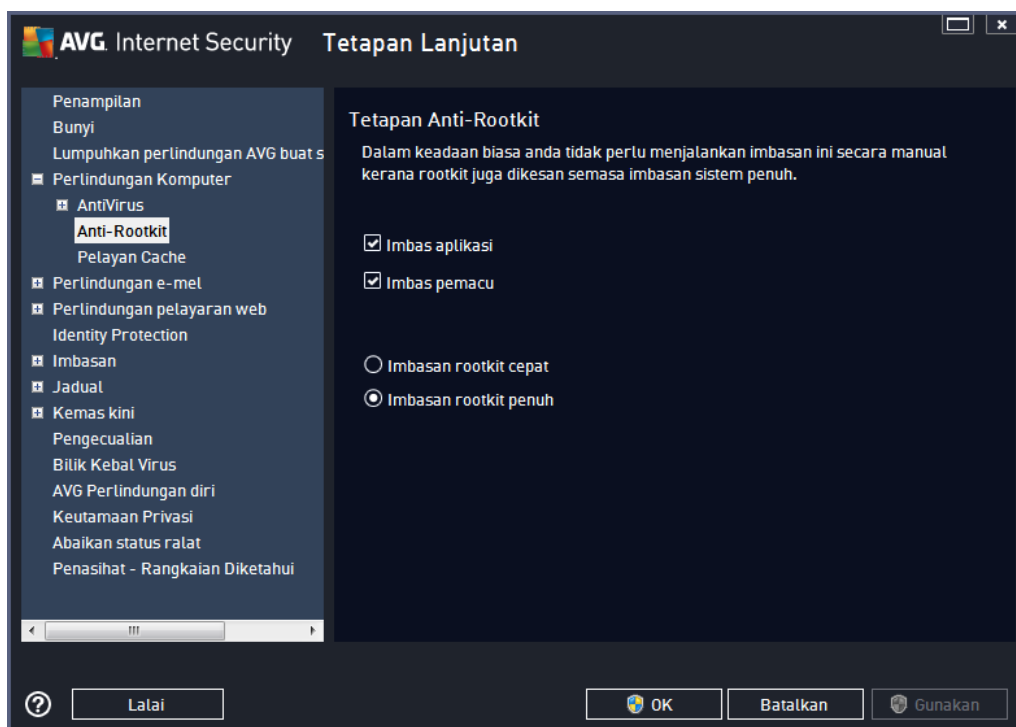 AVG. Internet Security Tetapan Lanjutan
Penampilan
Bunyi
Lumpuhkan perlindungan AVG buat s
Perlindungan Komputer
AntiVirus
Anti-Rootkit
Pelayan Cache
Perlindungan e-mel
Perlindungan pelayaran web
Identity Protection
Imbasan
Jadual
Kemas kini
Pengecualian
Bilik Kebal Virus
AVG Perlindungan diri
Keutamaan Privasi
Abaikan status ralat
Penasihat - Rangkaian Diketahui
Tetapan Anti-Rootkit
Dalam keadaan biasa anda tidak perlu menjalankan imbasan ini secara manual
kerana rootkit juga dikesan semasa imbasan sistem penuh.
Imbas aplikasi
Imbas pemacu
Imbasan rootkit cepat
Imbasan rootkit penuh
Lalai
OK
Batalkan
Gunakan